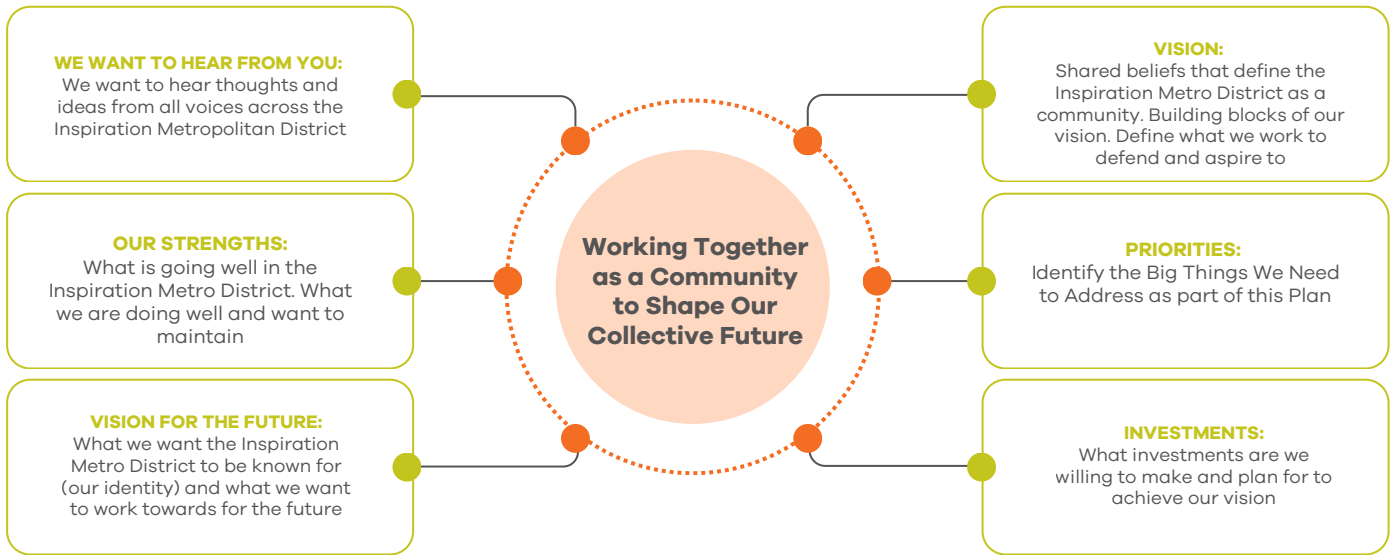 WE WANT TO HEAR FROM YOU:
We want to hear thoughts and
ideas from all voices across the
Inspiration Metropolitan District
OUR STRENGTHS:
What is going well in the
Inspiration Metro District. What
we are doing well and want to
maintain
VISION FOR THE FUTURE:
What we want the Inspiration
Metro District to be known for
(our identity) and what we want
to work towards for the future
Working Together
as a Community
to Shape Our
Collective Future
VISION:
Shared beliefs that define the
Inspiration Metro District as a
community. Building blocks of our
vision. Define what we work to
defend and aspire to
PRIORITIES:
Identify the Big Things We Need
to Address as part of this Plan
INVESTMENTS:
What investments are we
willing to make and plan for to
achieve our vision